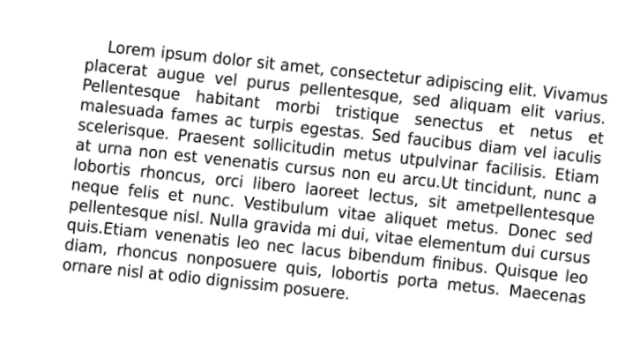 Lorem ipsum dolor sit amet, consectetur adipiscing elit. Vivamus
placerat augue vel purus pellentesque, sed aliquam elit varius.
Pellentesque habitant morbi tristique senectus et netus et
malesuada fames ac turpis egestas. Sed faucibus diam vel iaculis
scelerisque. Praesent sollicitudin metus utpulvinar facilisis. Etiam
at urna non est venenatis cursus non eu arcu.Ut tincidunt, nunc a
lobortis rhoncus, orci libero laoreet lectus, sit ametpellentesque
neque felis et nunc. Vestibulum vitae aliquet metus. Donec sed
pellentesque nisl. Nulla gravida mi dui, vitae elementum dui cursus
quis.Etiam venenatis leo nec lacus bibendum finibus. Quisque leo
diam, rhoncus nonposuere quis, lobortis porta metus. Maecenas
ornare nisl at odio dignissim posuere.